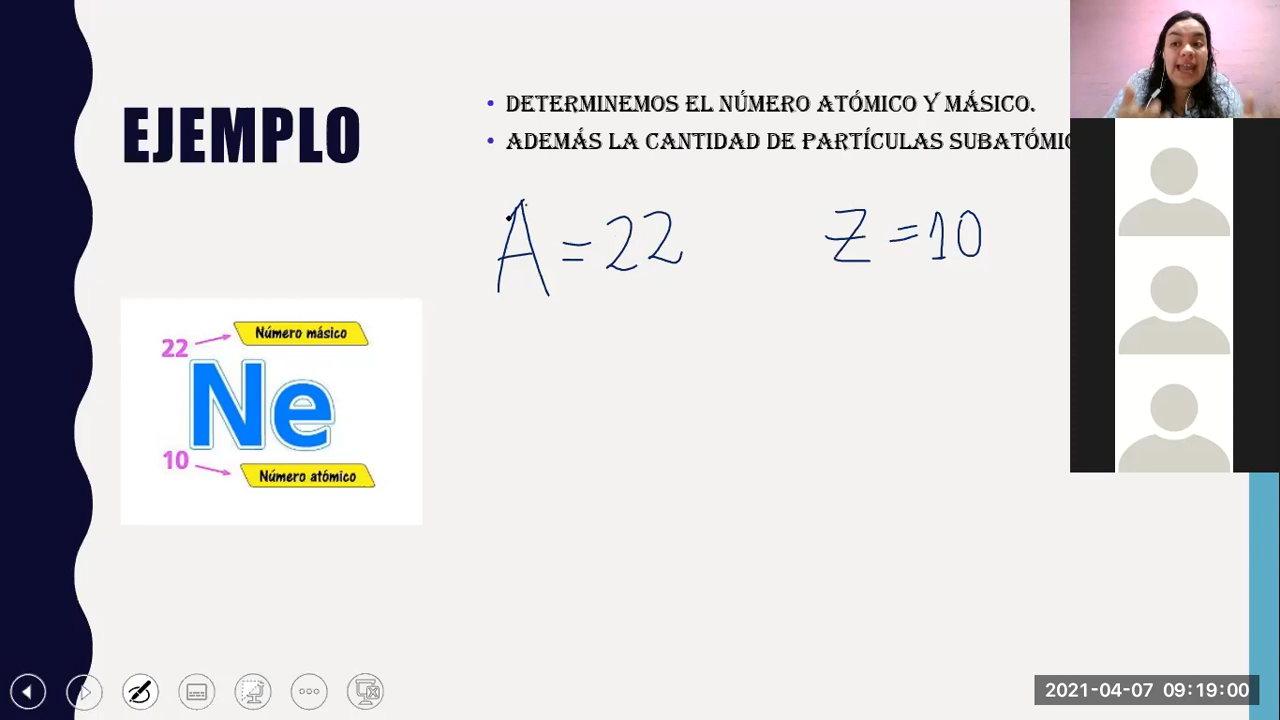 EJEMPLO
• DETERMINEMOS EL NÚMERO ATÓMICO Y MÁSICO.
• ADEMÁS LA CANTIDAD DE PARTÍCULAS
A = 22
Z = 10
22
Número másico
Ne
10
Número atómico
2021-04-07 09:19:00